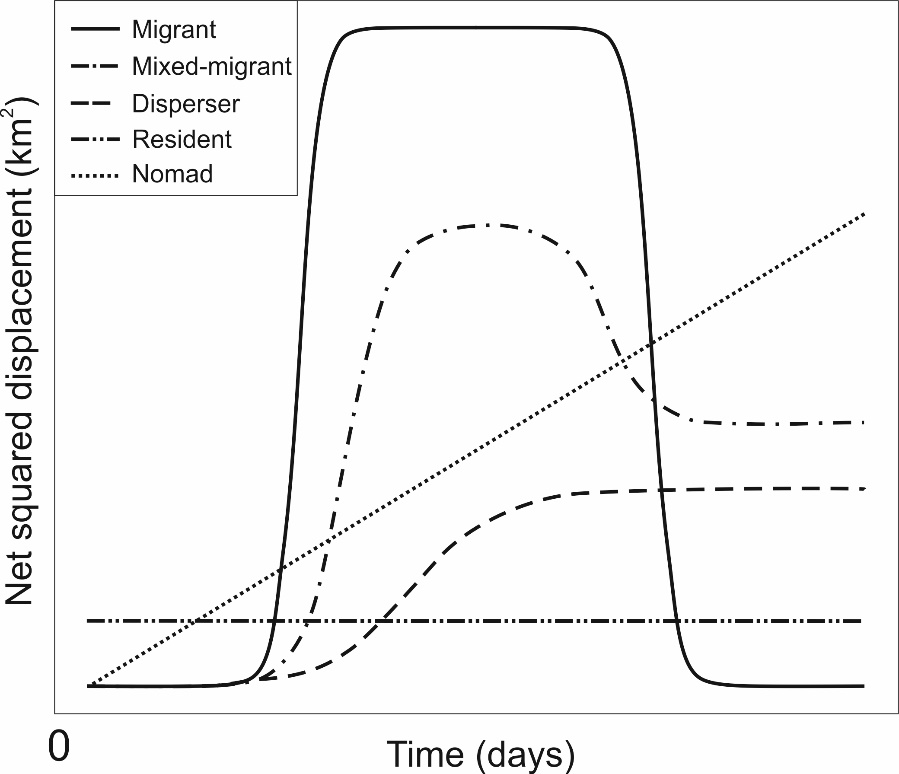 Migrant
Mixed-migrant
Disperser
Resident
Nomad
Net squared displacement (km²)
0
Time (days)